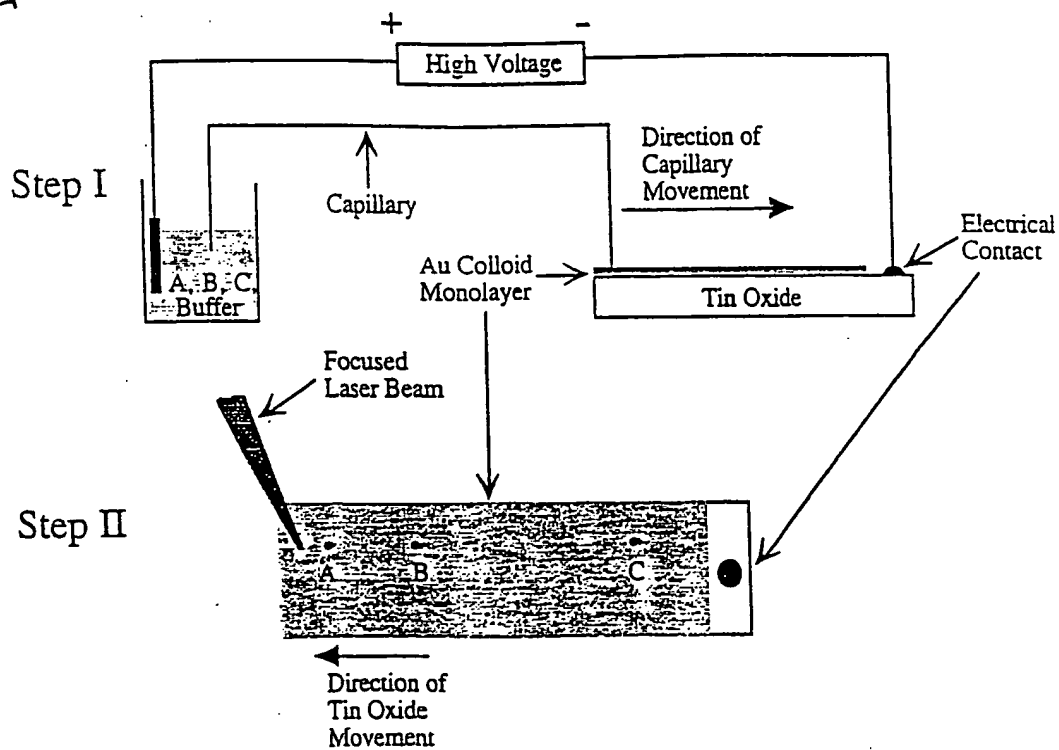 + -
High Voltage
Step I
Capillary
Direction of
Capillary
Movement
Electrical
Contact
A, B, C,
Buffer
Au Colloid
Monolayer
Tin Oxide
Focused
Laser Beam
Step II
A B C
Direction of
Tin Oxide
Movement